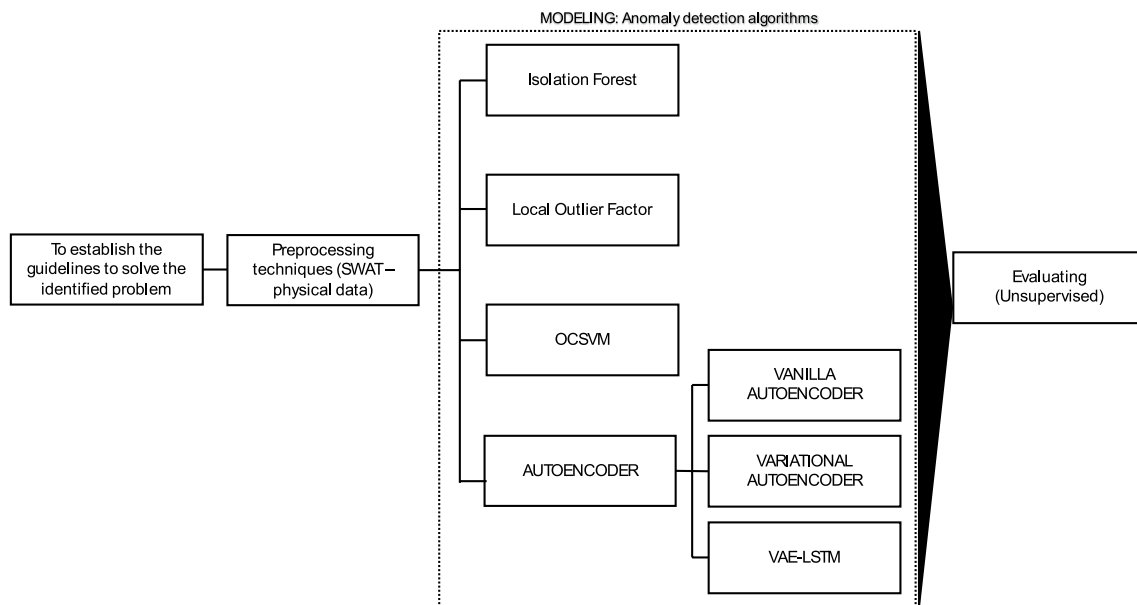 MODELING: Anomaly detection algorithms
Isolation Forest
Local Outlier Factor
To establish the
guidelines to solve the
identified problem
Preprocessing
techniques (SWAT–
physical data)
OCSVM
AUTOENCODER
VANILLA
AUTOENCODER
VARIATIONAL
AUTOENCODER
VAE-LSTM
Evaluating
(Unsupervised)